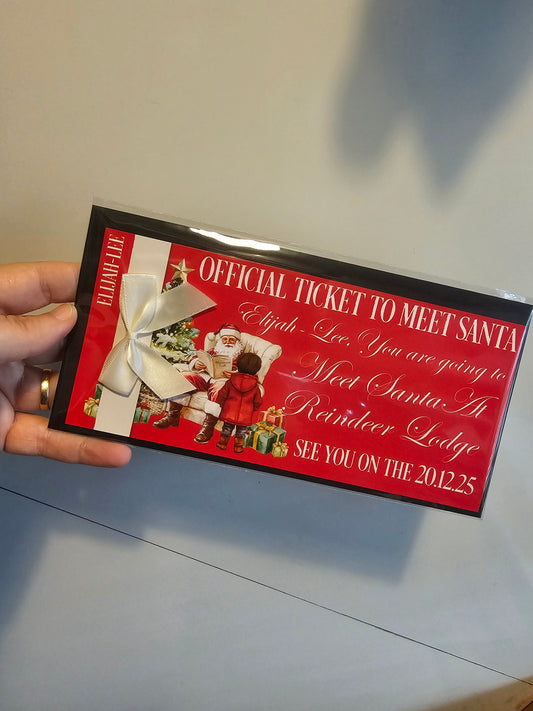 ELIJAH-LEE
OFFICIAL TICKET TO MEET SANTA
Elijah-Lee, You are going to
Meet Santa At
Reindeer Lodge
SEE YOU ON THE 20.12.25